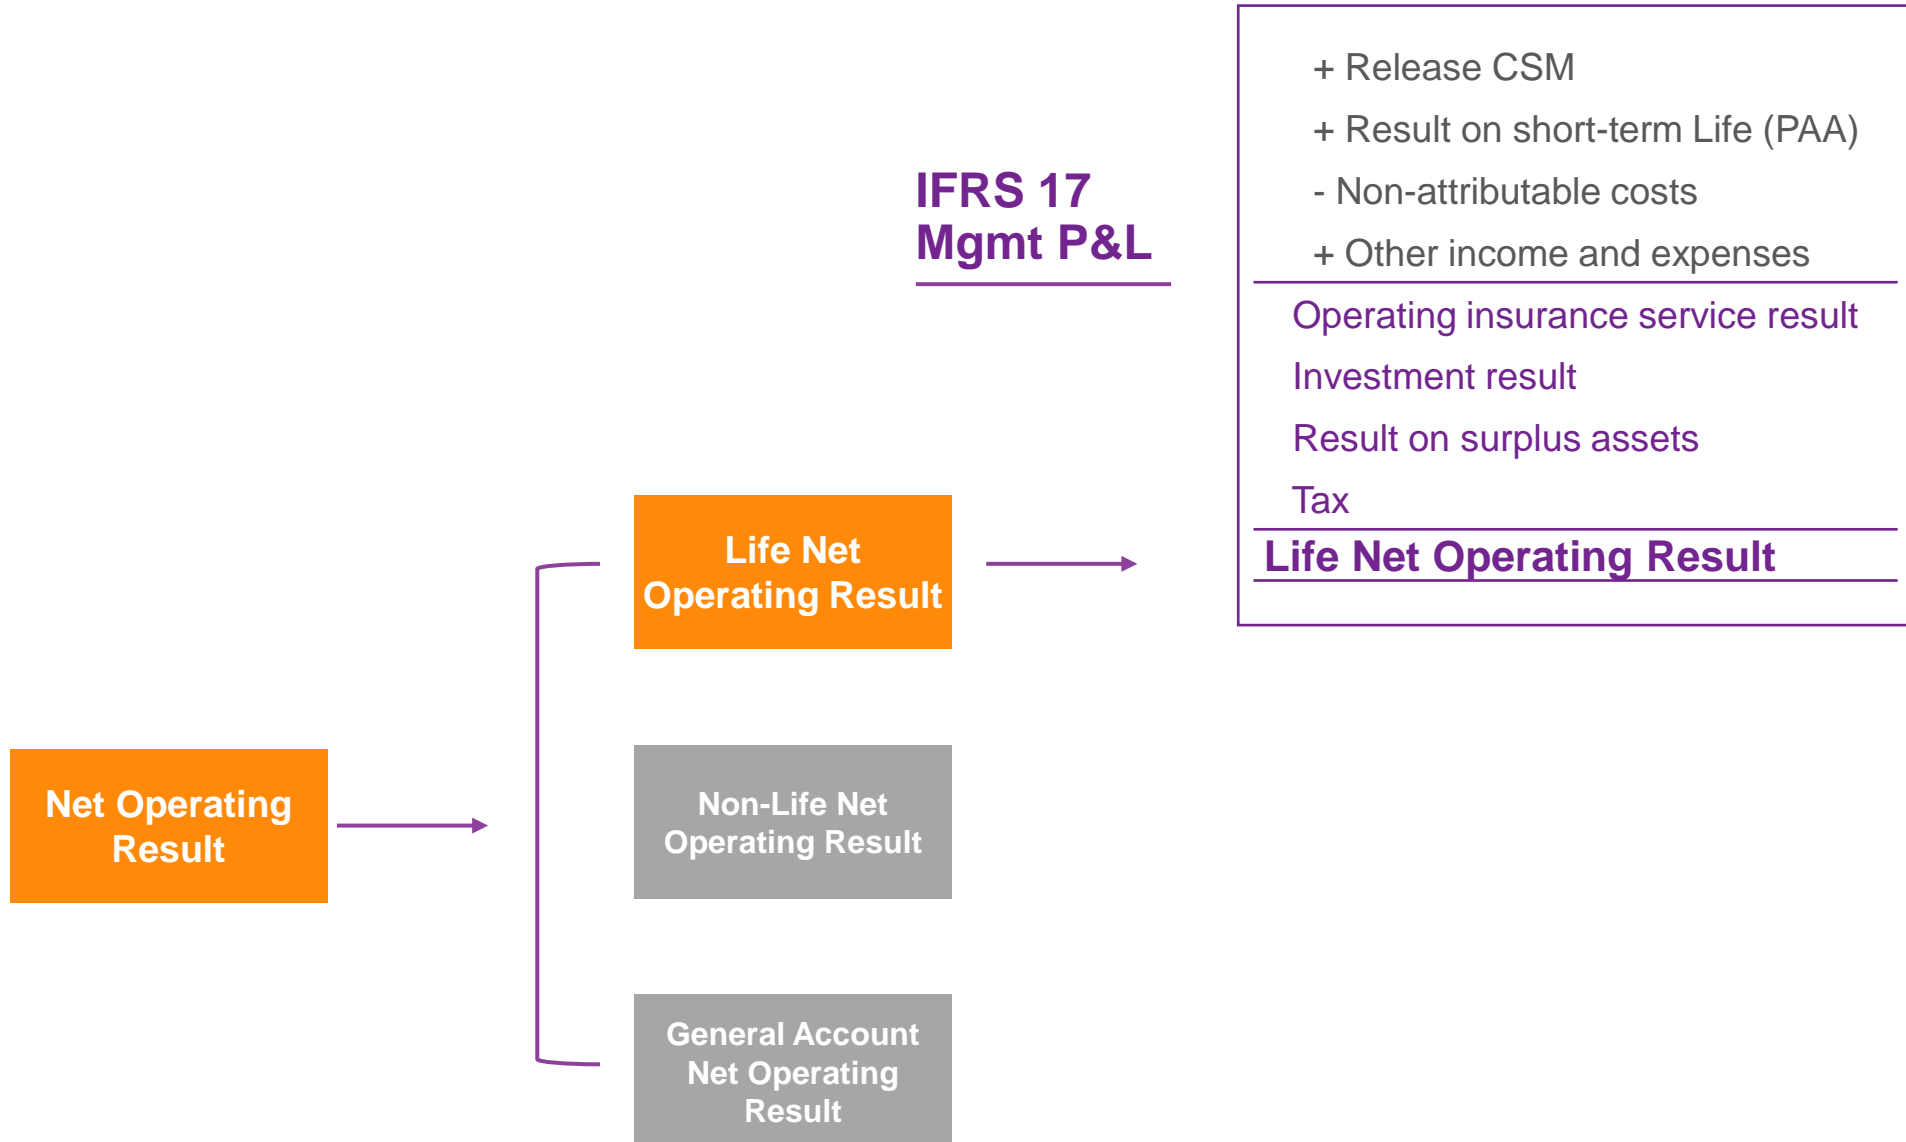 + Release CSM
+ Result on short-term Life (PAA)
- Non-attributable costs
+ Other income and expenses
IFRS 17
Mgmt P&L
Operating insurance service result
Investment result
Result on surplus assets
Tax
Life Net Operating Result
Life Net
Operating Result
Net Operating
Result
Non-Life Net
Operating Result
General Account
Net Operating
Result